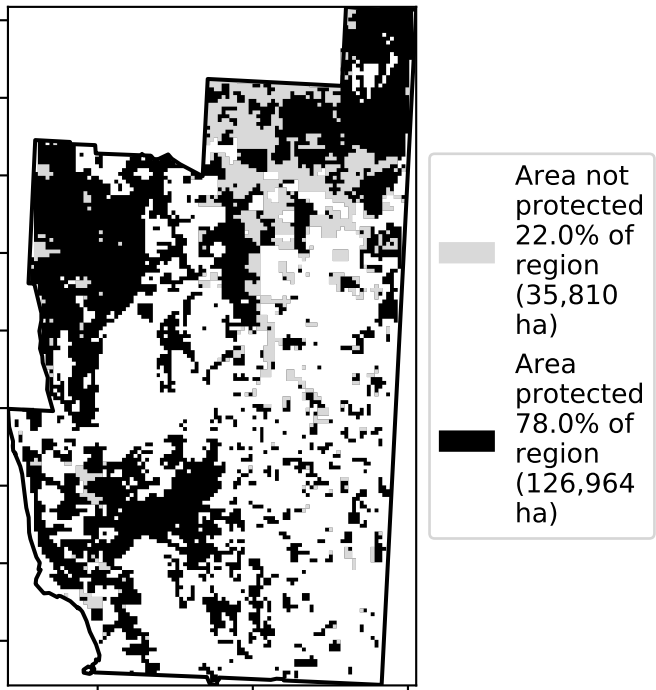 Area not
protected
22.0% of
region
(35,810
ha)
Area
protected
78.0% of
region
(126,964
ha)